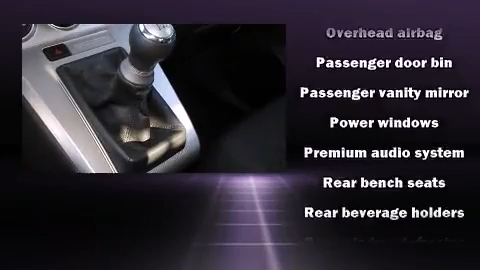 Overhead airbag
Passenger door bin
Passenger vanity mirror
Power windows
Premium audio system
Rear bench seats
Rear beverage holders